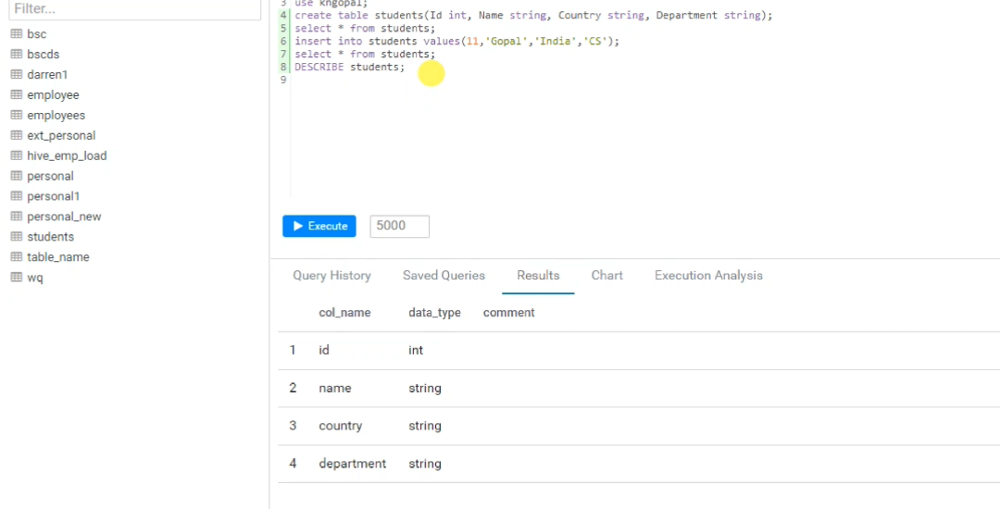 Filter...
bsc
bscds
darren1
employee
employees
ext_personal
hive_emp_load
personal
personal1
personal_new
students
table_name
wq
3 use kngopal;
4 create table students(Id int, Name string, Country string, Department string);
5 select * from students;
6 insert into students values(11,'Gopal','India','CS');
7 select * from students;
8 DESCRIBE students;
9
Execute 5000
Query History Saved Queries Results Chart Execution Analysis
col_name data_type comment
1 id int
2 name string
3 country string
4 department string